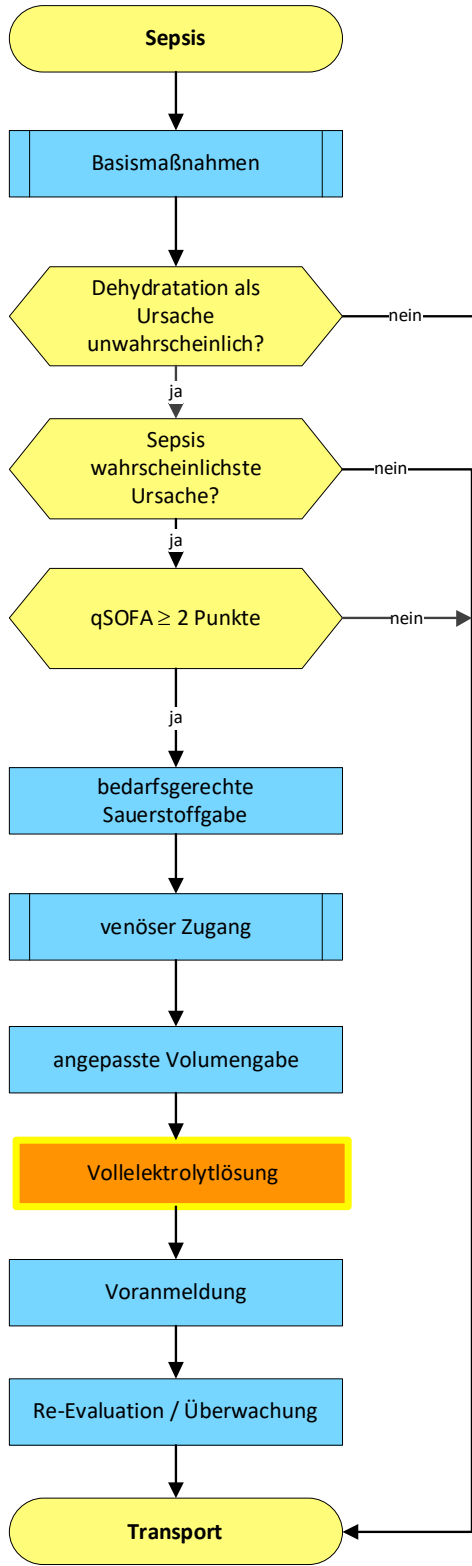 Sepsis
Basismaßnahmen
Dehydratation als
Ursache
unwahrscheinlich?
nein
ja
Sepsis
wahrscheinlichste
Ursache?
nein
ja
qSOFA ≥ 2 Punkte
nein
ja
bedarfsgerechte
Sauerstoffgabe
venöser Zugang
angepasste Volumengabe
Vollelektrolytlösung
Voranmeldung
Re-Evaluation / Überwachung
Transport